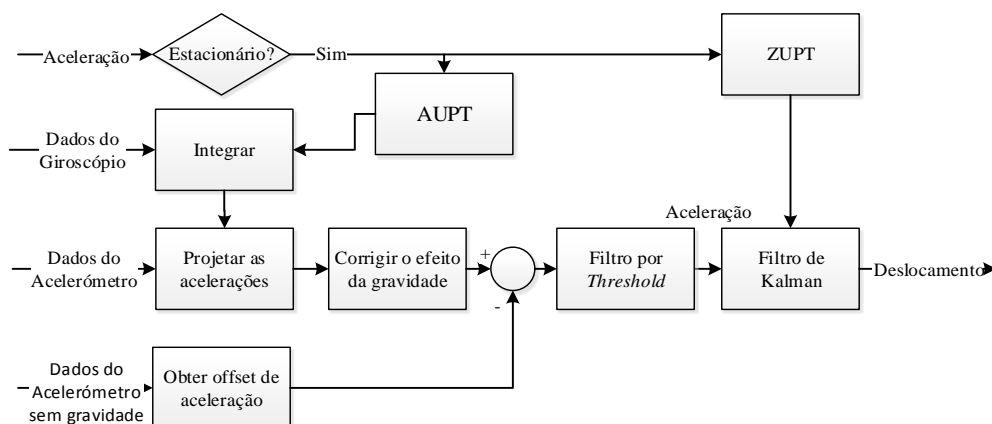 Aceleração
Estacionário?
Sim
ZUPT
AUPT
Dados do
Giroscópio
Integrar
Aceleração
Dados do
Acelerómetro
Projetar as
acelerações
Corrigir o efeito
da gravidade
+
-
Filtro por
Threshold
Filtro de
Kalman
Deslocamento
Dados do
Acelerómetro
sem gravidade
Obter offset de
aceleração